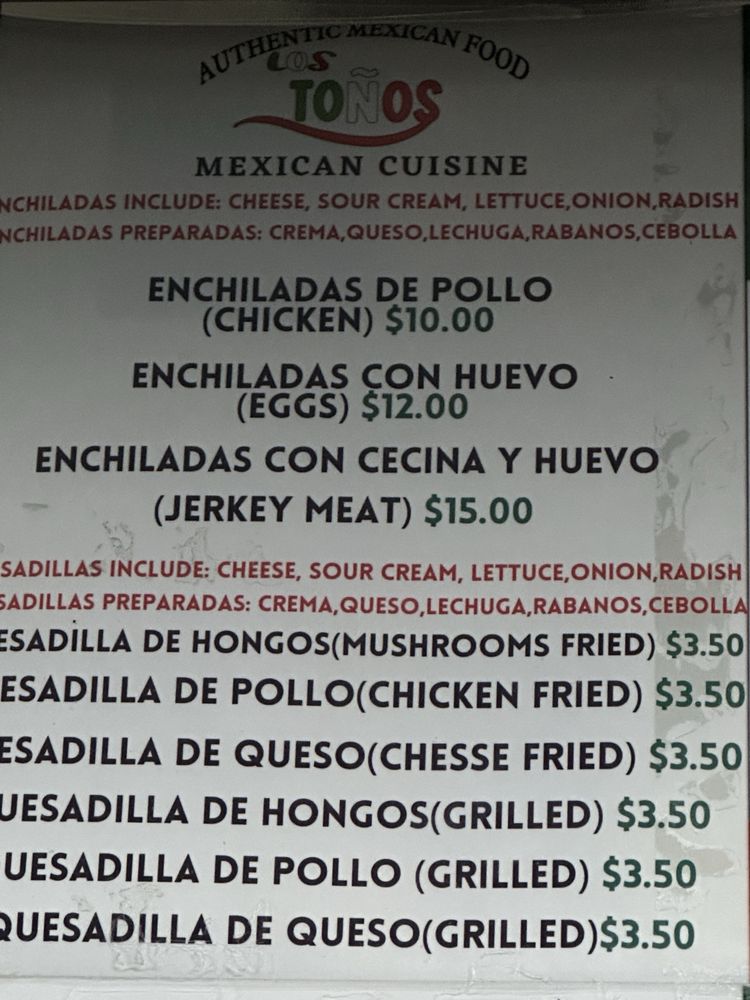 AUTHENTIC MEXICAN FOOD
LOS
TOÑOS
MEXICAN CUISINE
NCHILADAS INCLUDE: CHEESE, SOUR CREAM, LETTUCE,ONION,RADISH
NCHILADAS PREPARADAS: CREMA,QUESO,LECHUGA,RABANOS,CEBOLLA
ENCHILADAS DE POLLO
(CHICKEN) $10.00
ENCHILADAS CON HUEVO
(EGGS) $12.00
ENCHILADAS CON CECINA Y HUEVO
(JERKEY MEAT) $15.00
SADILLAS INCLUDE: CHEESE, SOUR CREAM, LETTUCE,ONION,RADISH
SADILLAS PREPARADAS: CREMA,QUESO,LECHUGA,RABANOS,CEBOLLA
ESADILLA DE HONGOS(MUSHROOMS FRIED) $3.50
ESADILLA DE POLLO(CHICKEN FRIED) $3.50
ESADILLA DE QUESO(CHESSE FRIED) $3.50
UESADILLA DE HONGOS(GRILLED) $3.50
UESADILLA DE POLLO (GRILLED) $3.50
QUESADILLA DE QUESO(GRILLED)$3.50